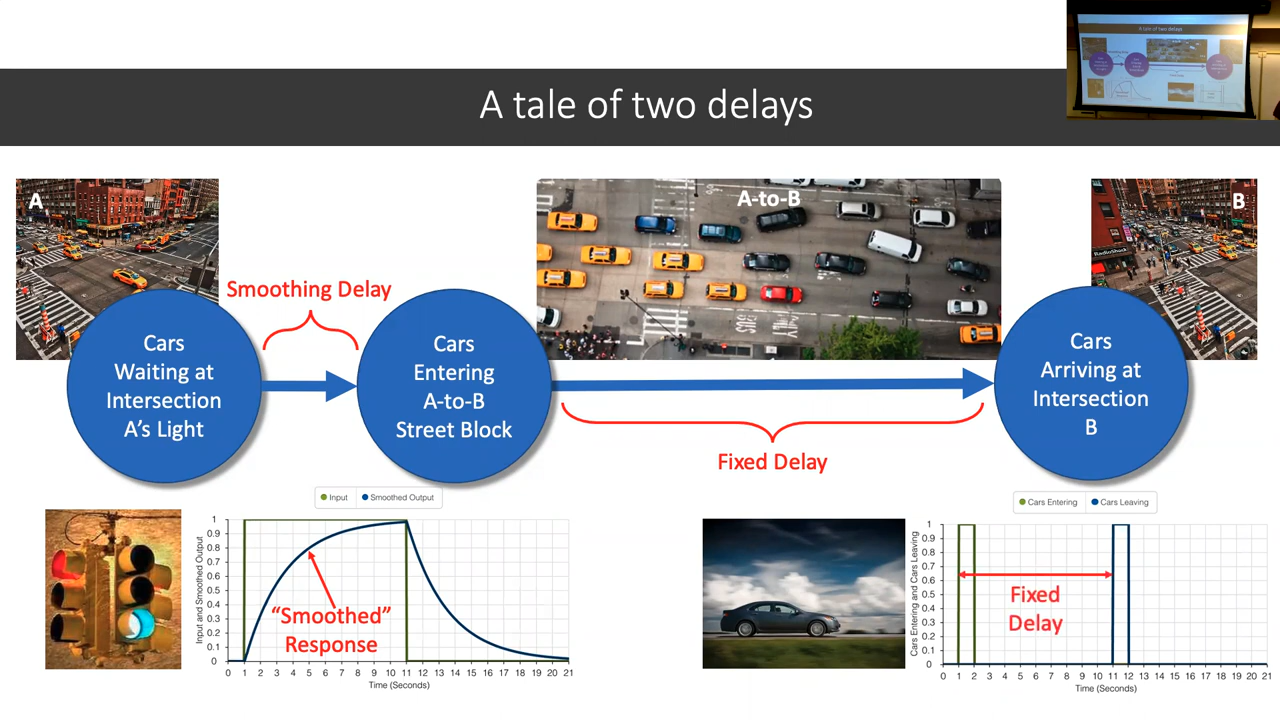 A tale of two delays
A tale of two delays
A
A-to-B
B
Smoothing Delay
Cars
Waiting at
Intersection
A's Light
Cars
Entering
A-to-B
Street Block
Cars
Arriving at
Intersection
B
Fixed Delay
RadioShack
Input
Smoothed Output
1
0.9
0.8
0.7
0.6
0.5
0.4
0.3
0.2
0.1
0
Input and Smoothed Output
"Smoothed"
Response
0 1 2 3 4 5 6 7 8 9 10 11 12 13 14 15 16 17 18 19 20 21
Time (Seconds)
Cars Entering
Cars Leaving
1
0.9
0.8
0.7
0.6
0.5
0.4
0.3
0.2
0.1
0
Cars Entering and Cars Leaving
Fixed
Delay
0 1 2 3 4 5 6 7 8 9 10 11 12 13 14 15 16 17 18 19 20 21
Time (Seconds)